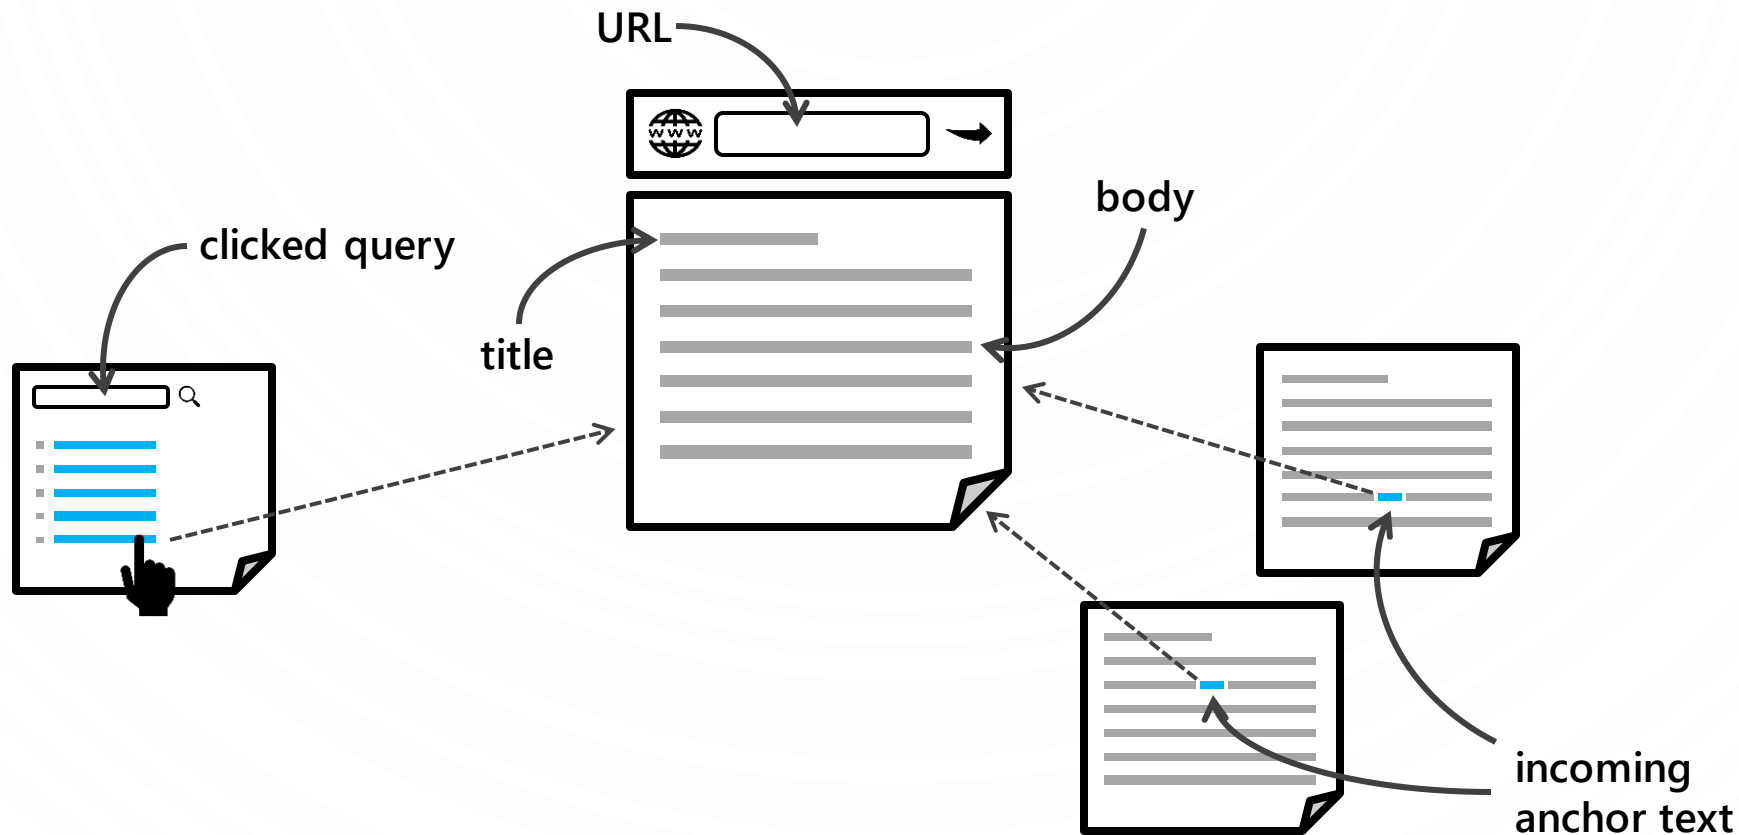 URL
W W W
body
clicked query
title
incoming
anchor text